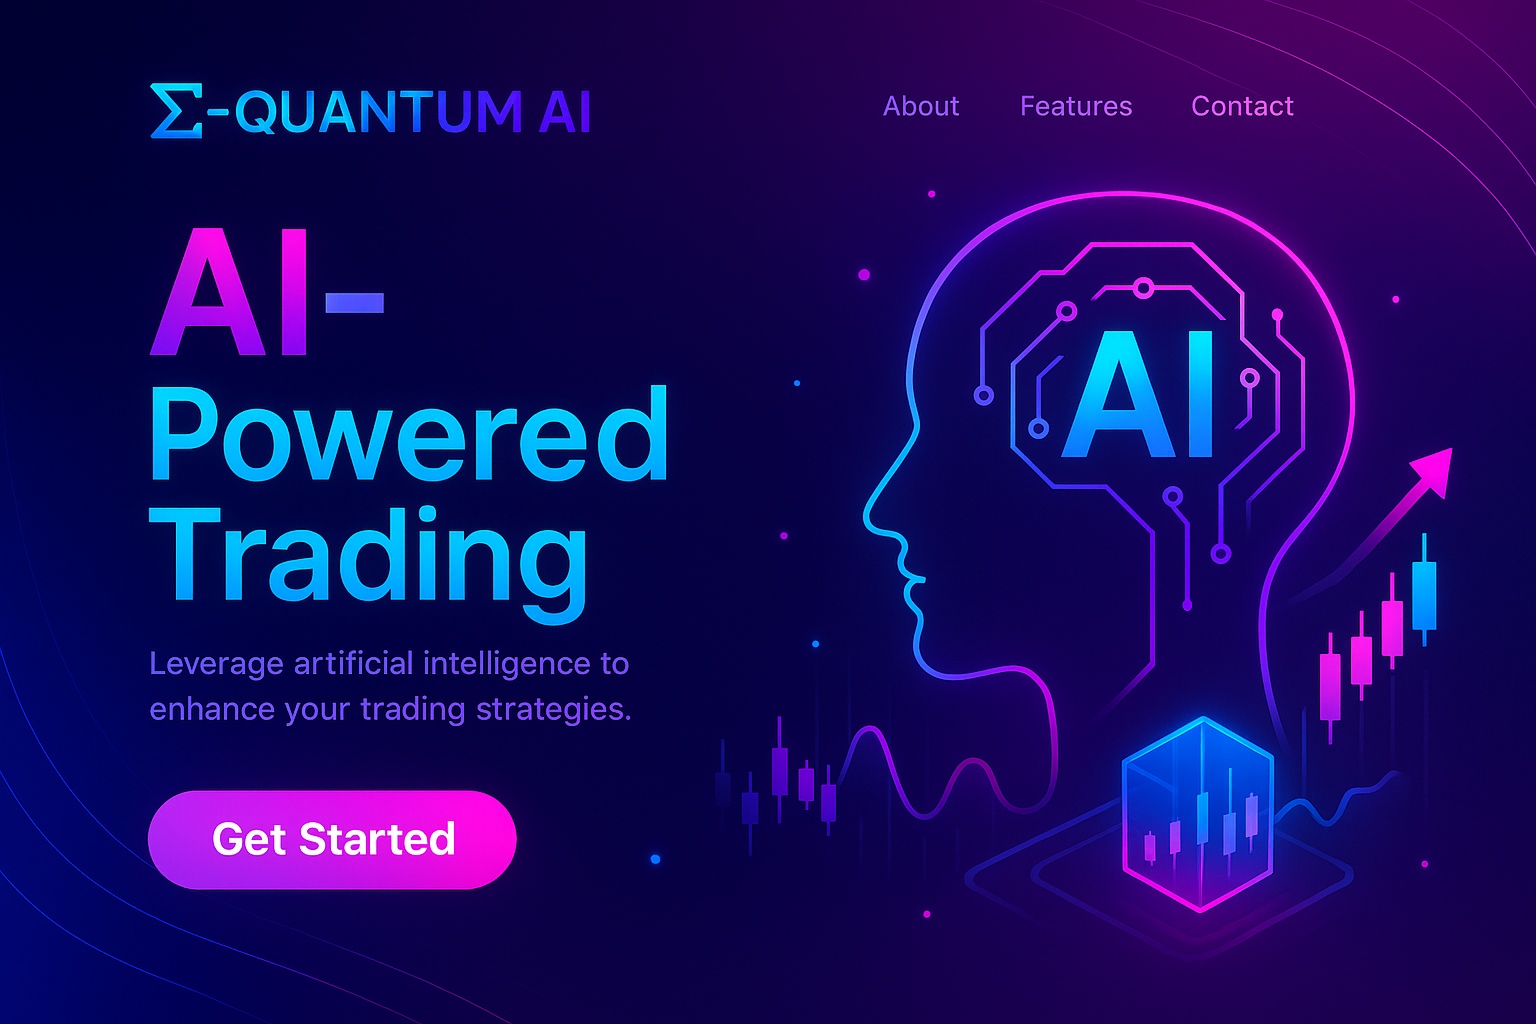 Σ-QUANTUM AI
About Features Contact
AI-
Powered
Trading
Leverage artificial intelligence to
enhance your trading strategies.
Get Started
AI